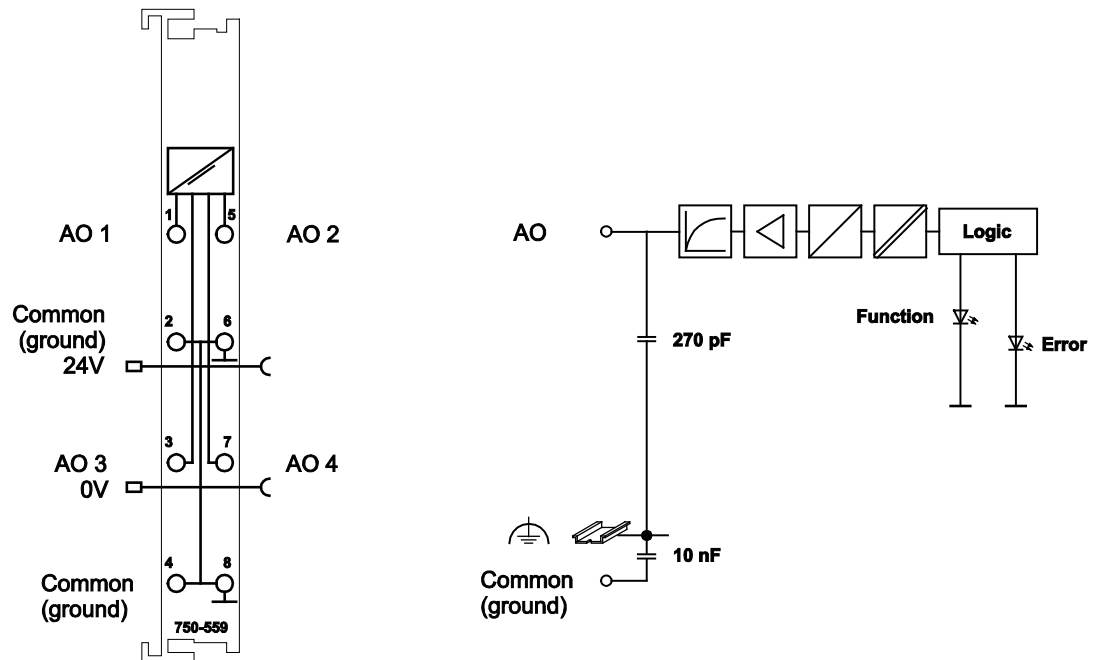 1
5
AO 1
AO 2
Common
(ground)
2
6
24V
3
7
AO 3
AO 4
0V
4
8
Common
(ground)
750-559
AO
Logic
Function
Error
270 pF
10 nF
Common
(ground)